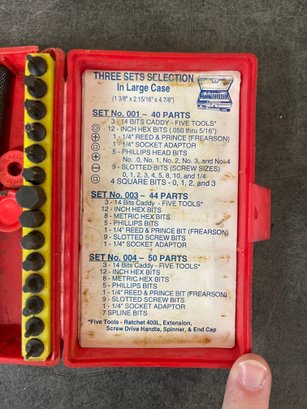 THREE SETS SELECTION
In Large Case
(1 3/8" x 2 15/16" x 4 7/8")
SET No. 001 - 40 PARTS
3 - 14 BITS CADDY - FIVE TOOLS*
12 - INCH HEX BITS (.050 thru 5/16")
1 - 1/4" REED & PRINCE (FREARSON)
1 - 1/4" SOCKET ADAPTOR
5 - PHILLIPS HEAD BITS
No. 0, No. 1, No. 2, No. 3, and No. 4
9 - SLOTTED BITS (SCREW SIZES)
0, 1, 2, 3, 4, 5, 8, 10, and 1/4
4 SQUARE BITS - 0, 1, 2, and 3
SET No. 003 - 44 PARTS
3 - 14 Bits Caddy - FIVE TOOLS*
12 - INCH HEX BITS
8 - METRIC HEX BITS
5 - PHILLIPS BITS
1 - 1/4" REED & PRINCE BIT (FREARSON)
9 - SLOTTED SCREW BITS
1 - 1/4" SOCKET ADAPTOR
SET No. 004 - 50 PARTS
3 - 14 BITS CADDY - FIVE TOOLS*
12 - INCH HEX BITS
8 - METRIC HEX BITS
5 - PHILLIPS BITS
1 - 1/4" REED & PRINCE BIT (FREARSON)
9 - SLOTTED SCREW BITS
1 - 1/4" SOCKET ADAPTOR
7 SPLINE BITS
*Five Tools - Ratchet 400L, Extension,
Screw Drive Handle, Spinner, & End Cap